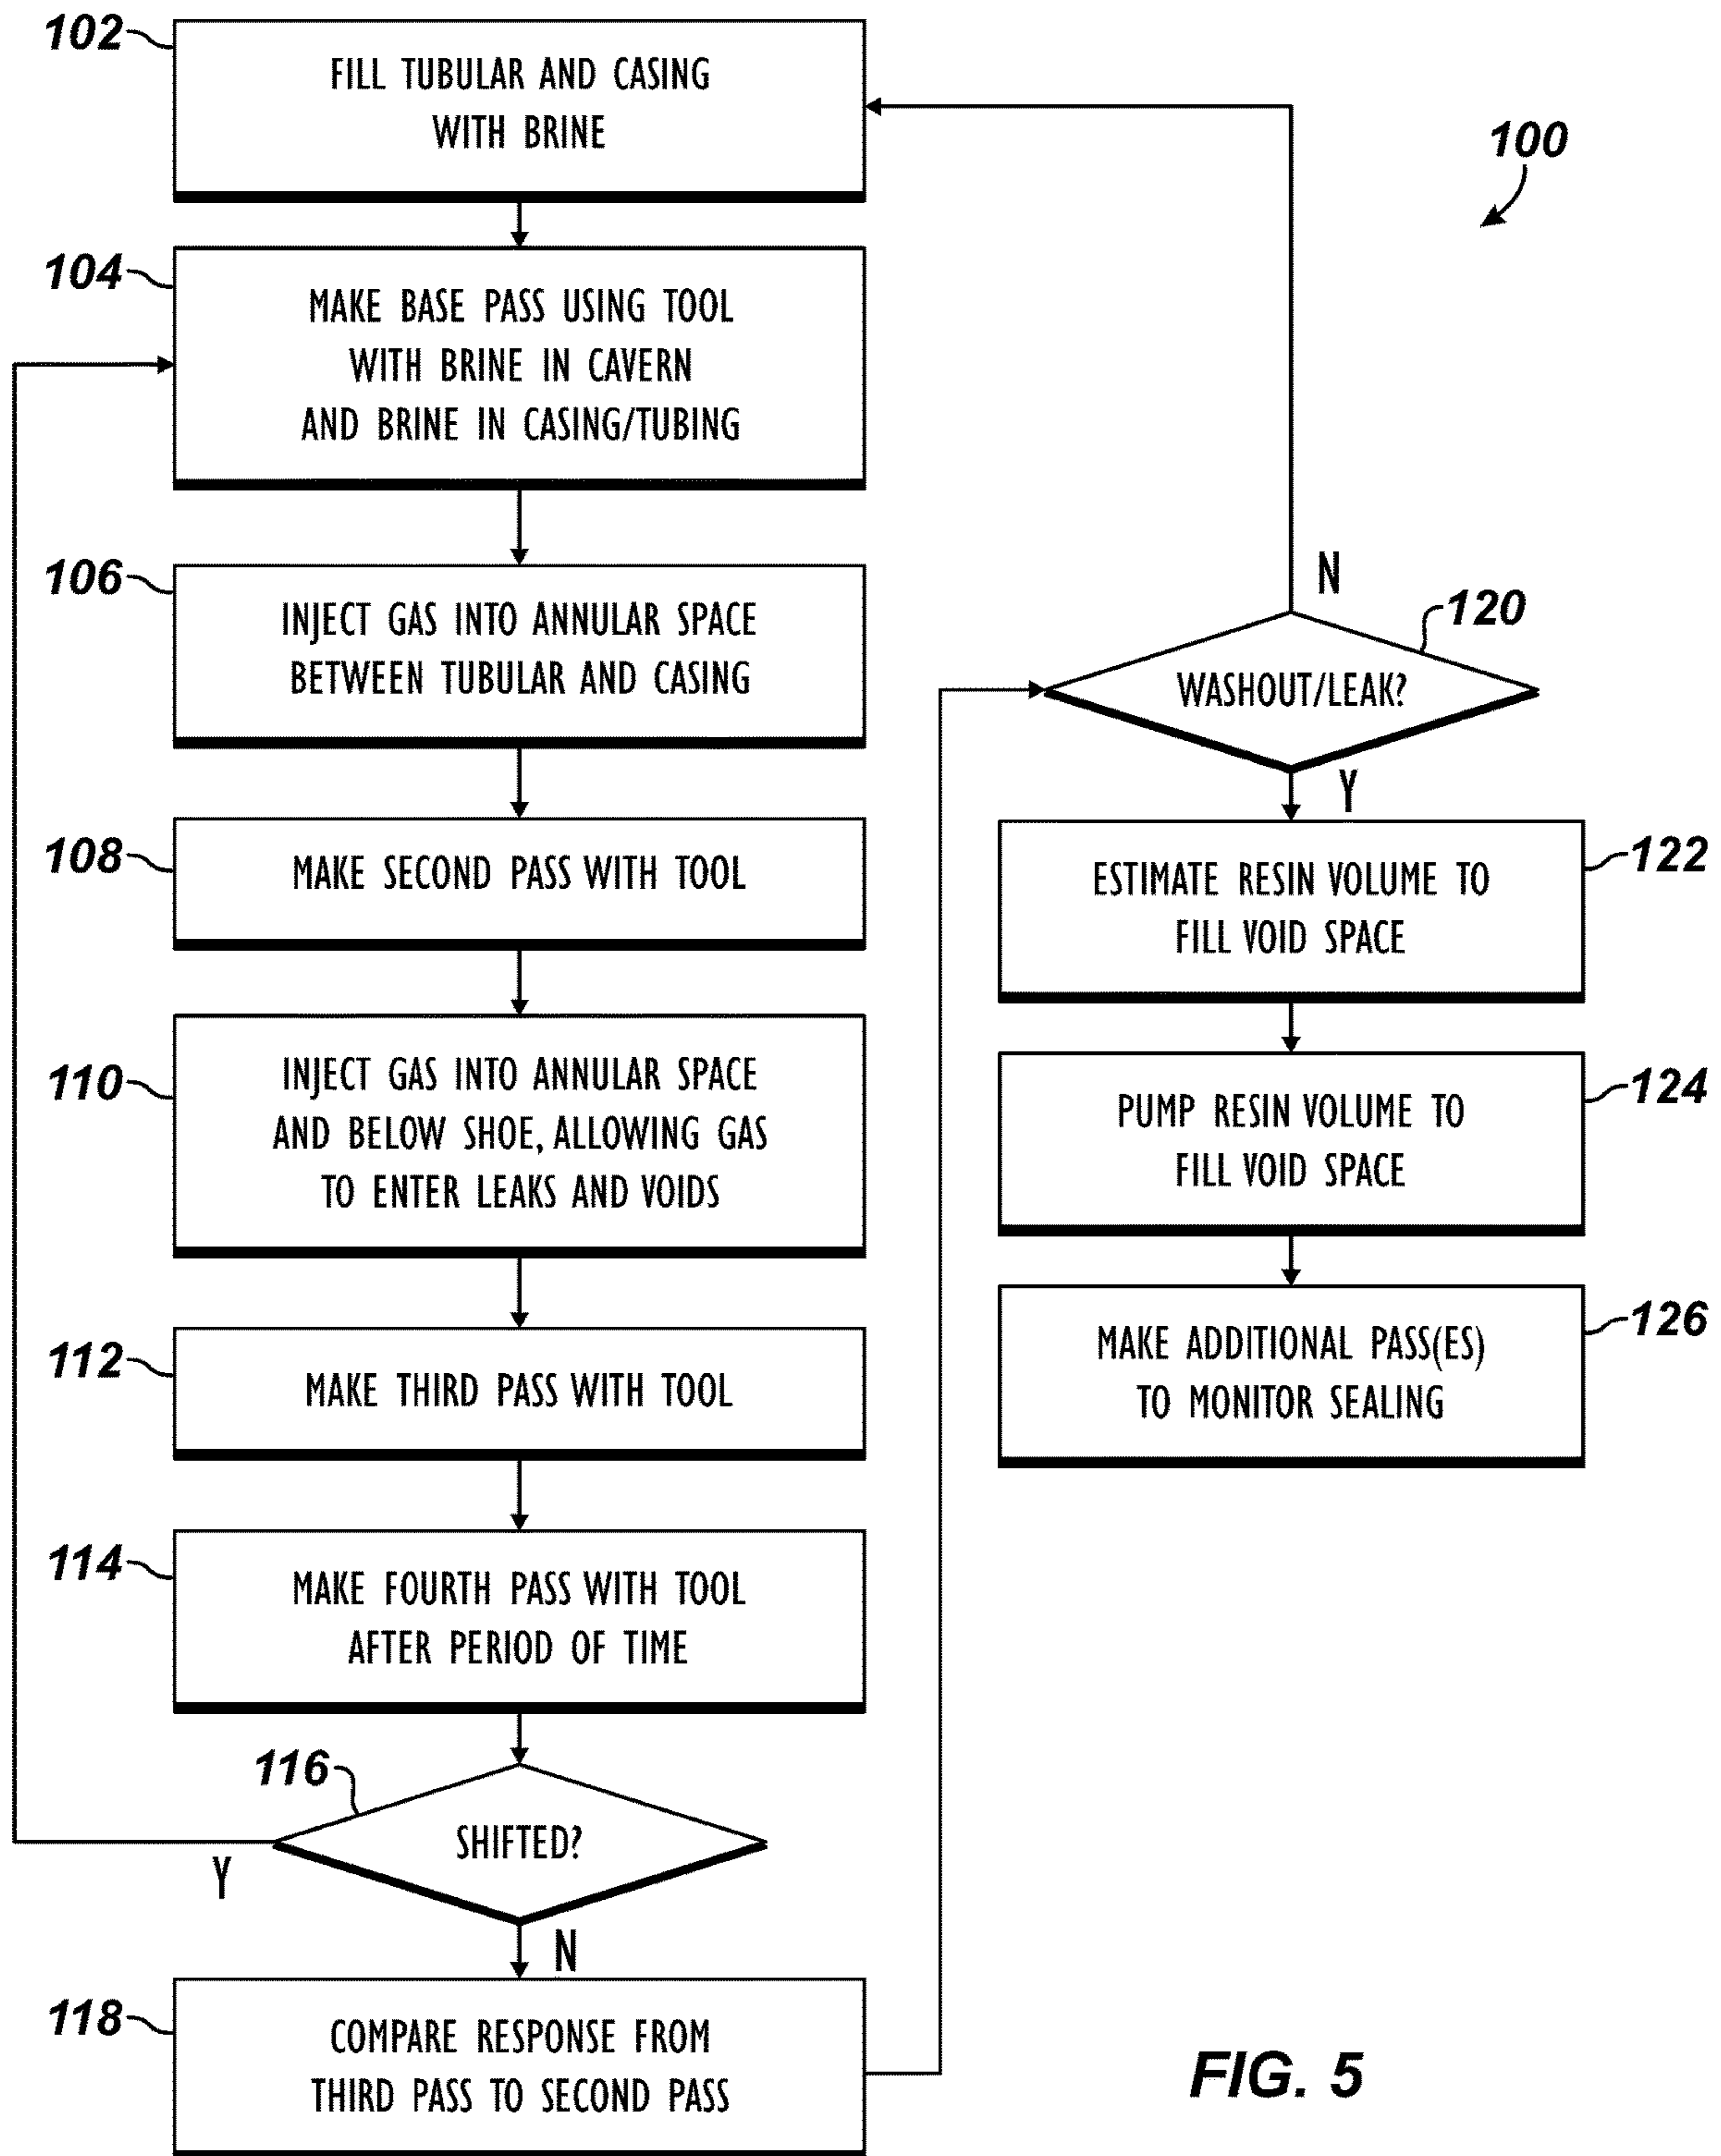 102
FILL TUBULAR AND CASING
WITH BRINE
100
104
MAKE BASE PASS USING TOOL
WITH BRINE IN CAVERN
AND BRINE IN CASING/TUBING
106
INJECT GAS INTO ANNULAR SPACE
BETWEEN TUBULAR AND CASING
108
MAKE SECOND PASS WITH TOOL
110
INJECT GAS INTO ANNULAR SPACE
AND BELOW SHOE, ALLOWING GAS
TO ENTER LEAKS AND VOIDS
112
MAKE THIRD PASS WITH TOOL
114
MAKE FOURTH PASS WITH TOOL
AFTER PERIOD OF TIME
116
SHIFTED?
Y
N
118
COMPARE RESPONSE FROM
THIRD PASS TO SECOND PASS
N
120
WASHOUT/LEAK?
Y
122
ESTIMATE RESIN VOLUME TO
FILL VOID SPACE
124
PUMP RESIN VOLUME TO
FILL VOID SPACE
126
MAKE ADDITIONAL PASS(ES)
TO MONITOR SEALING
FIG. 5